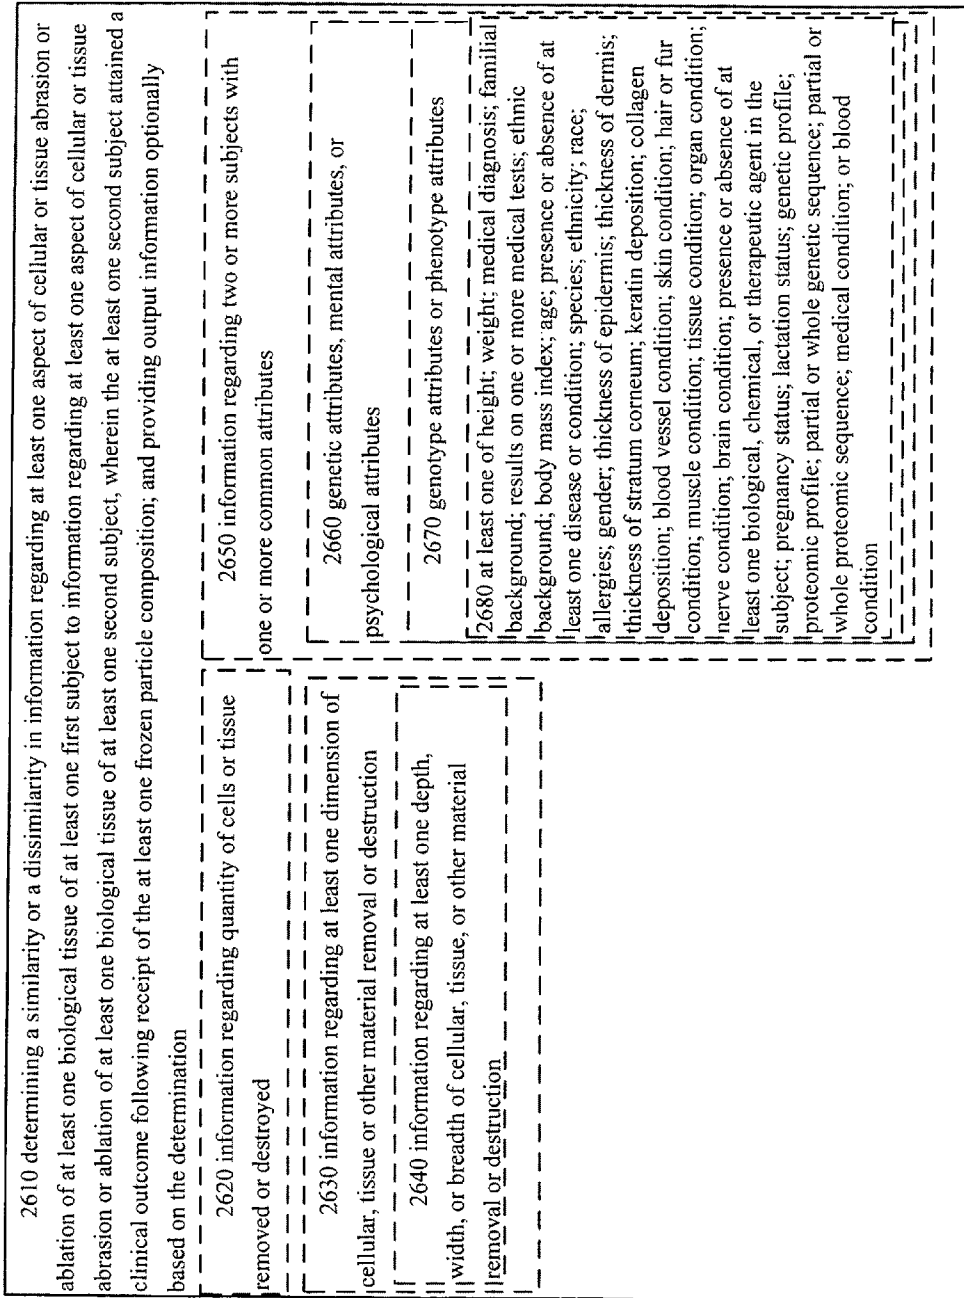 2610 determining a similarity or a dissimilarity in information regarding at least one aspect of cellular or tissue abrasion or
ablation of at least one biological tissue of at least one first subject to information regarding at least one aspect of cellular or tissue
abrasion or ablation of at least one biological tissue of at least one second subject, wherein the at least one second subject attained a
clinical outcome following receipt of the at least one frozen particle composition; and providing output information optionally
based on the determination
2620 information regarding quantity of cells or tissue
removed or destroyed
2630 information regarding at least one dimension of
cellular, tissue or other material removal or destruction
2640 information regarding at least one depth,
width, or breadth of cellular, tissue, or other material
removal or destruction
2650 information regarding two or more subjects with
one or more common attributes
2660 genetic attributes, mental attributes, or
psychological attributes
2670 genotype attributes or phenotype attributes
2680 at least one of height; weight; medical diagnosis; familial
background; results on one or more medical tests; ethnic
background; body mass index; age; presence or absence of at
least one disease or condition; species; ethnicity; race;
allergies; gender; thickness of epidermis; thickness of dermis;
thickness of stratum corneum; keratin deposition; collagen
deposition; blood vessel condition; skin condition; hair or fur
condition; muscle condition; tissue condition; organ condition;
nerve condition; brain condition; presence or absence of at
least one biological, chemical, or therapeutic agent in the
subject; pregnancy status; lactation status; genetic profile;
proteomic profile; partial or whole genetic sequence; partial or
whole proteomic sequence; medical condition; or blood
condition